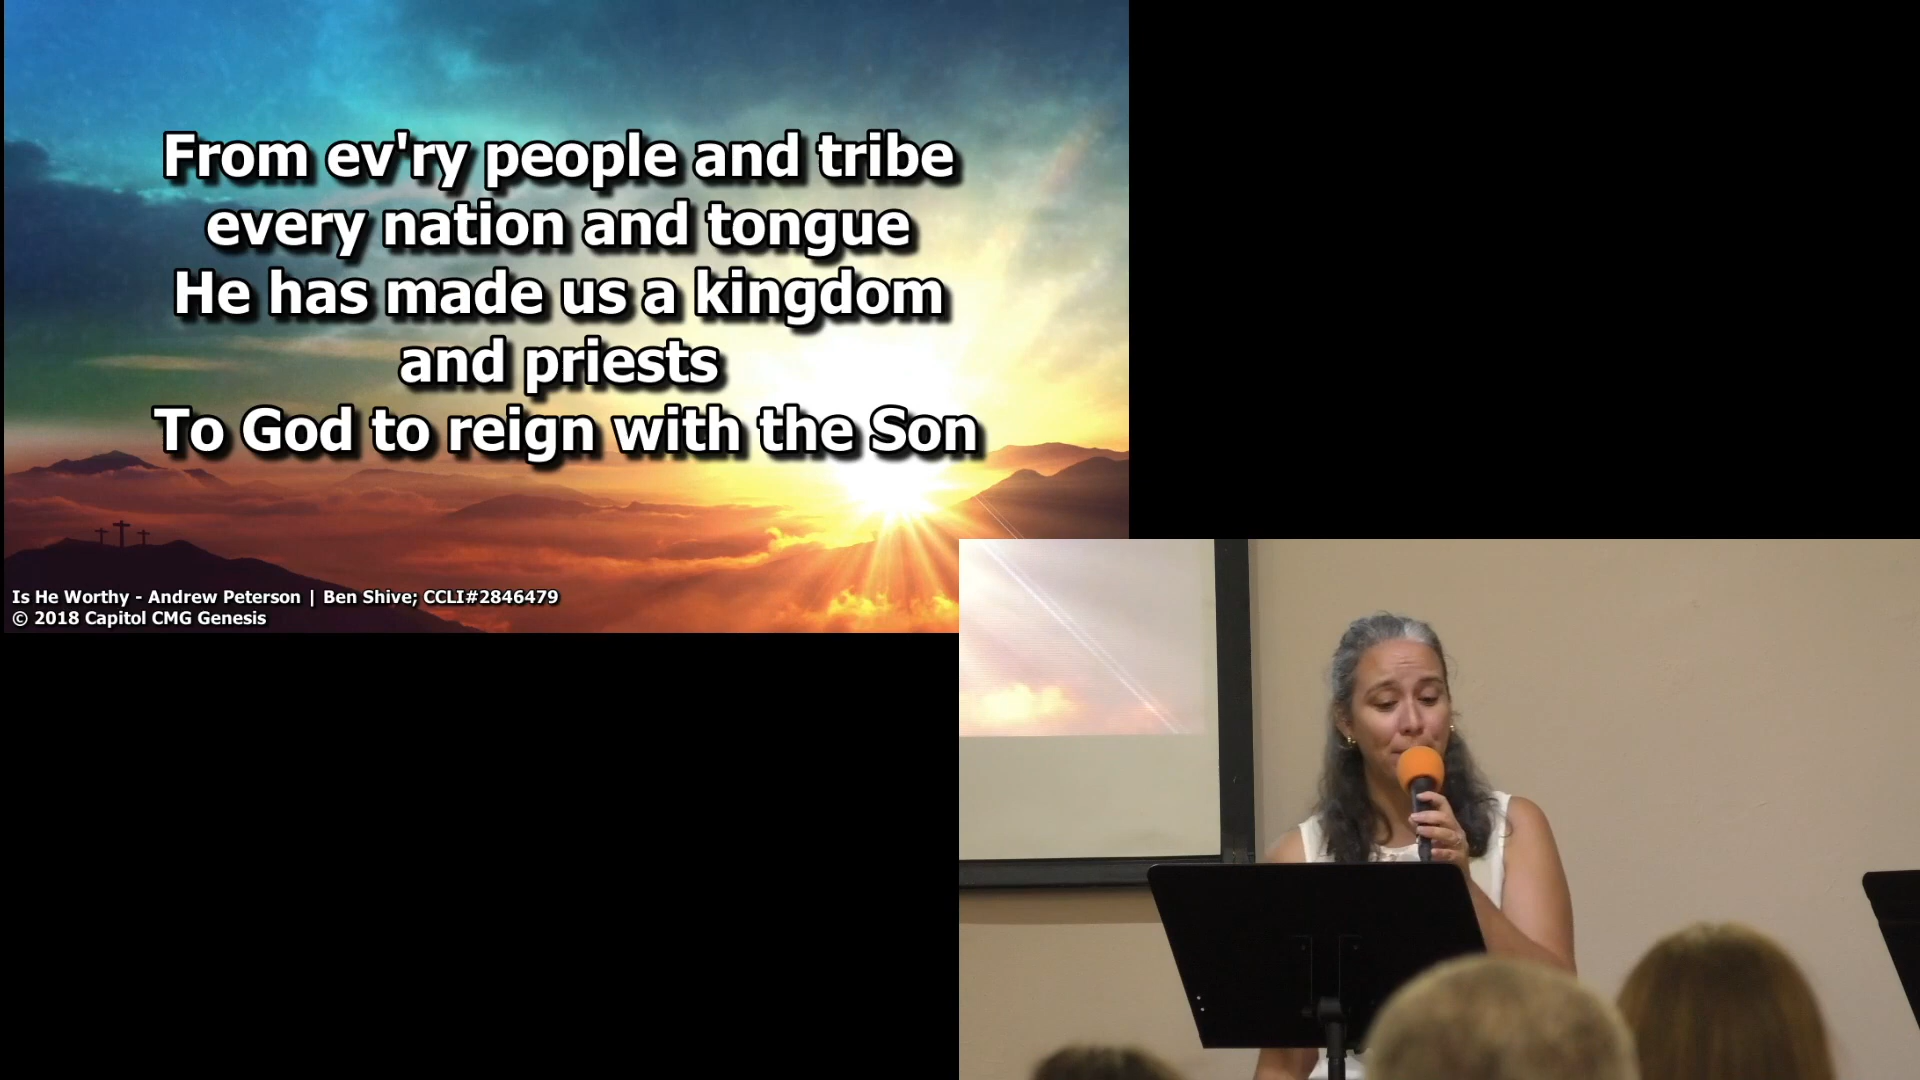 From ev'ry people and tribe
every nation and tongue
He has made us a kingdom
and priests
To God to reign with the Son
Is He Worthy - Andrew Peterson | Ben Shive; CCLI#2846479
© 2018 Capitol CMG Genesis